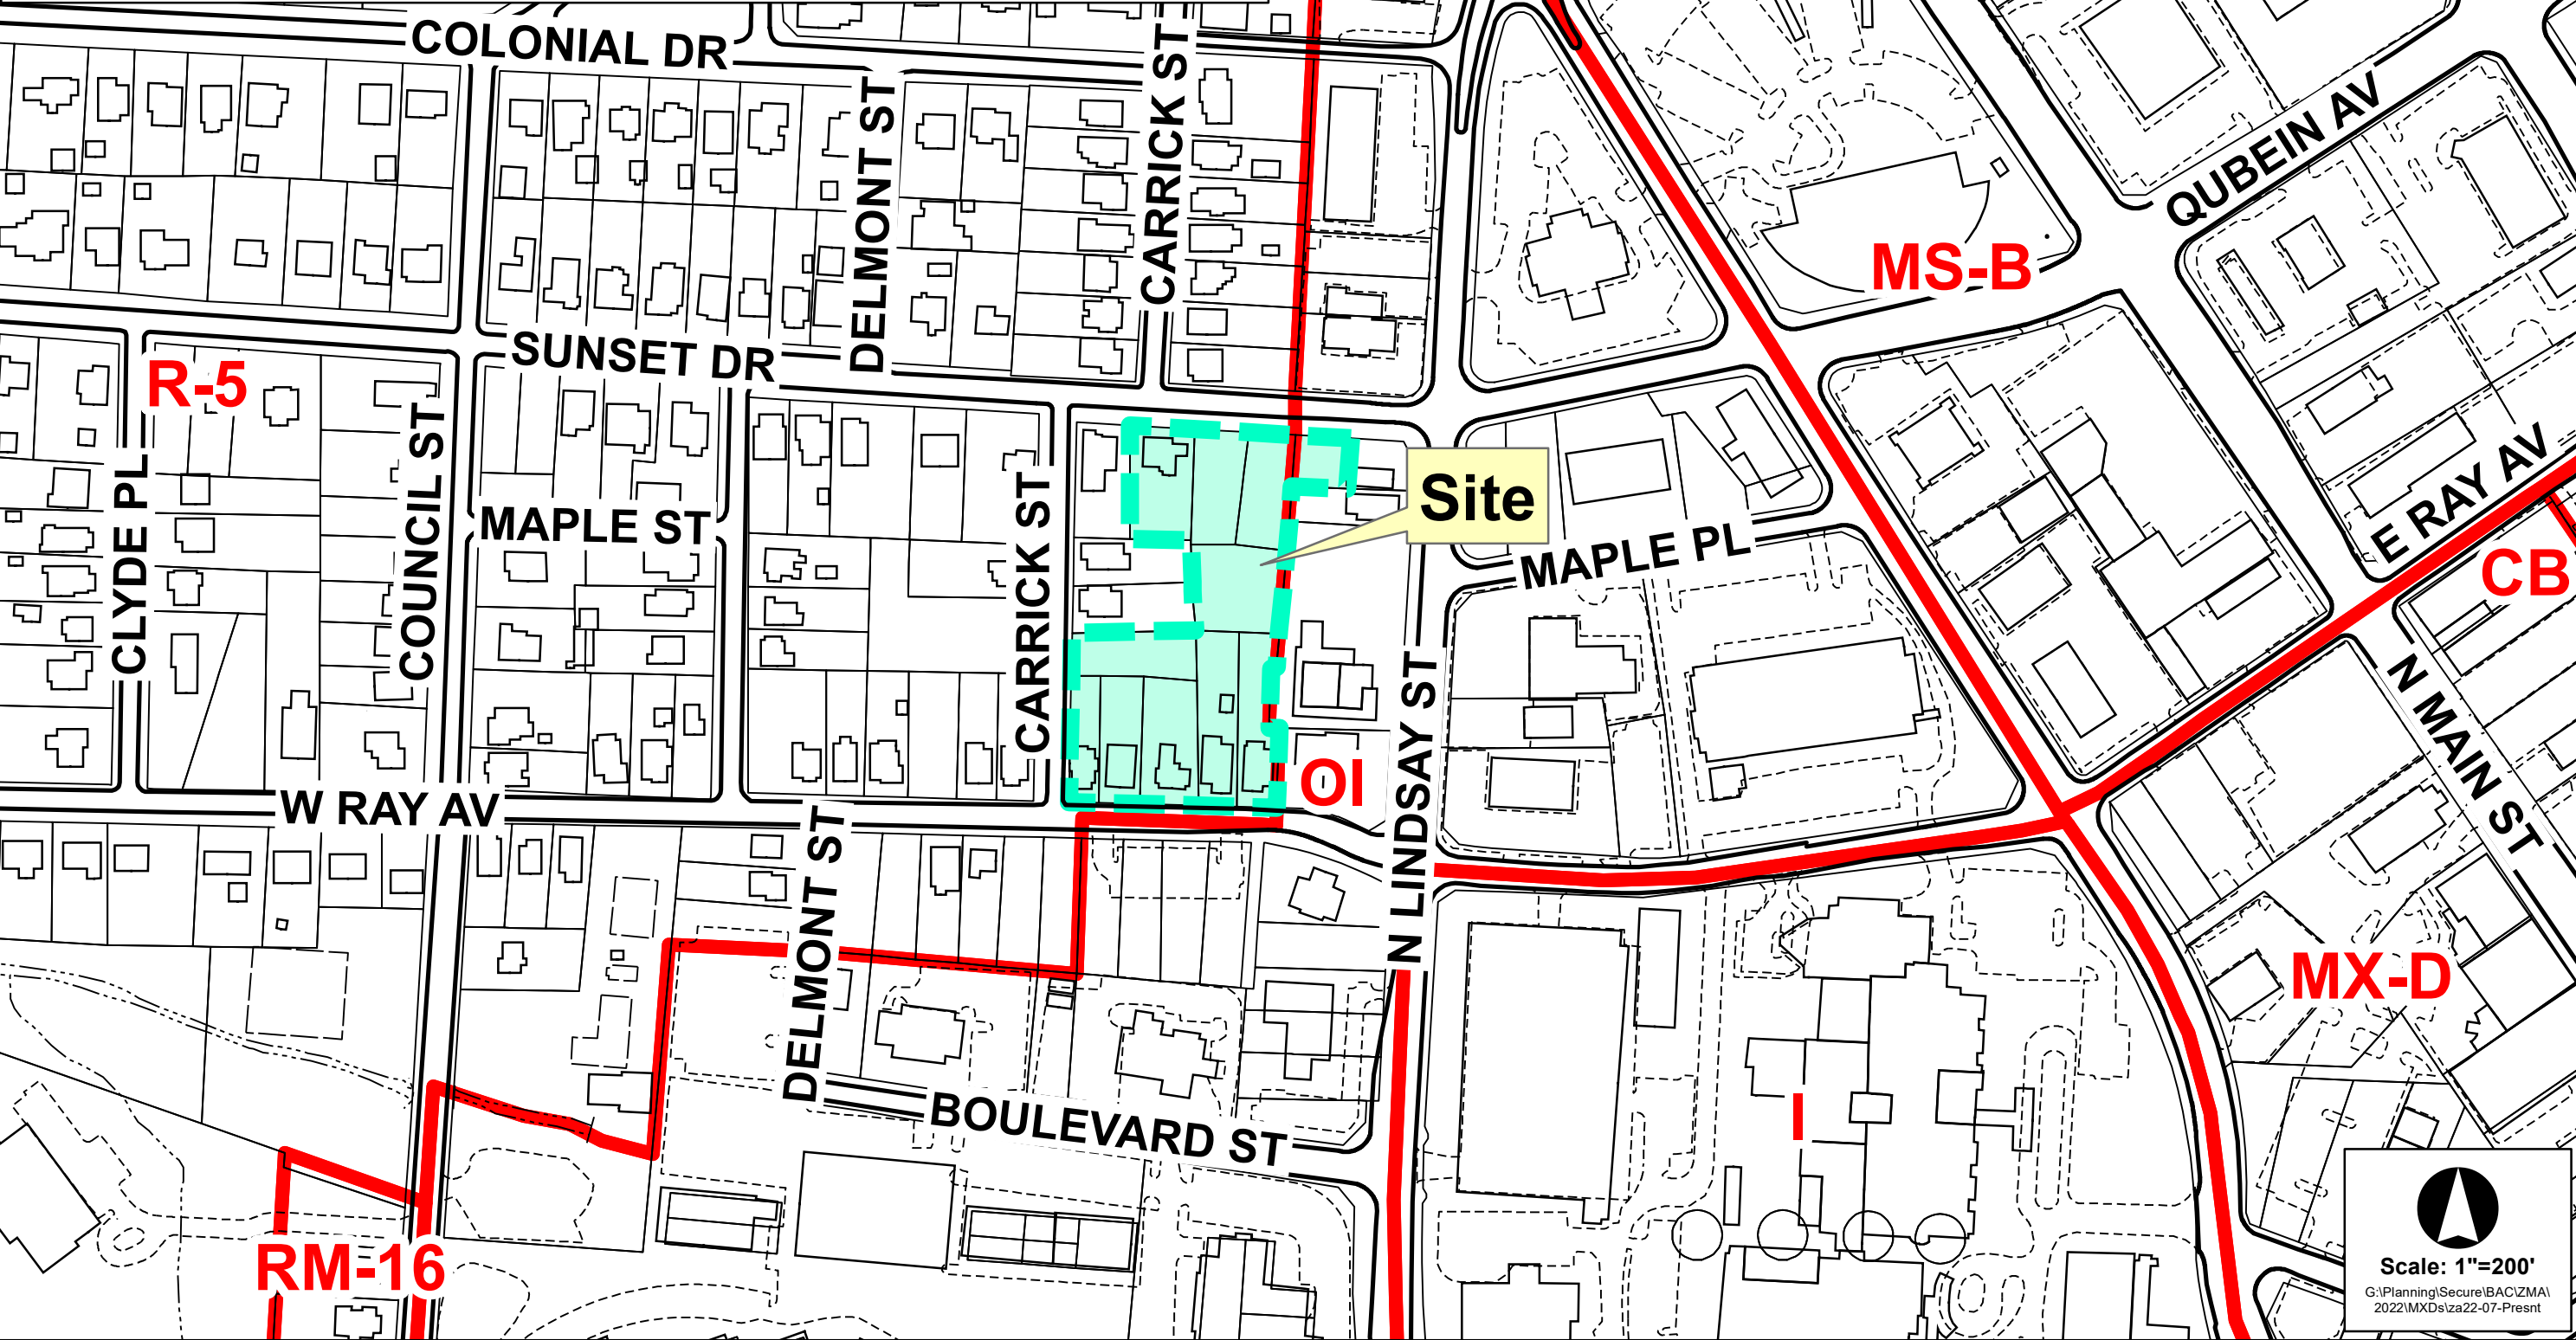 COLONIAL DR
DELMONT ST
CARRICK ST
QUBEIN AV
MS-B
SUNSET DR
R-5
CLYDE PL
COUNCIL ST
MAPLE ST
CARRICK ST
Site
MAPLE PL
E RAY AV
CB
N LINDSAY ST
N MAIN ST
OI
W RAY AV
DELMONT ST
MX-D
BOULEVARD ST
I
RM-16
Scale: 1"=200'
G:\Planning\Secure\BAC\ZMA\
2022\MXDs\za22-07-Presnt